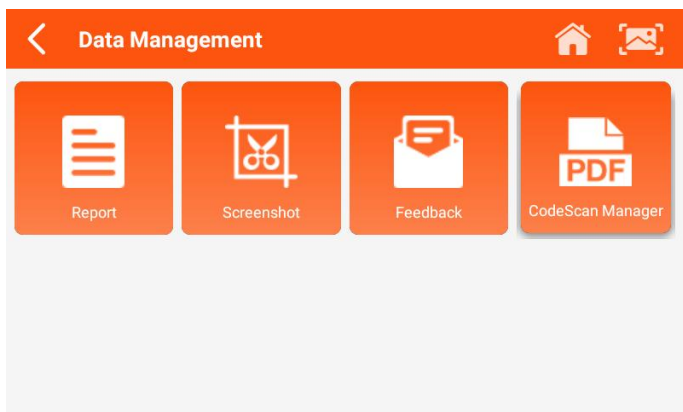 Data Management
Report
Screenshot
Feedback
PDF
CodeScan Manager